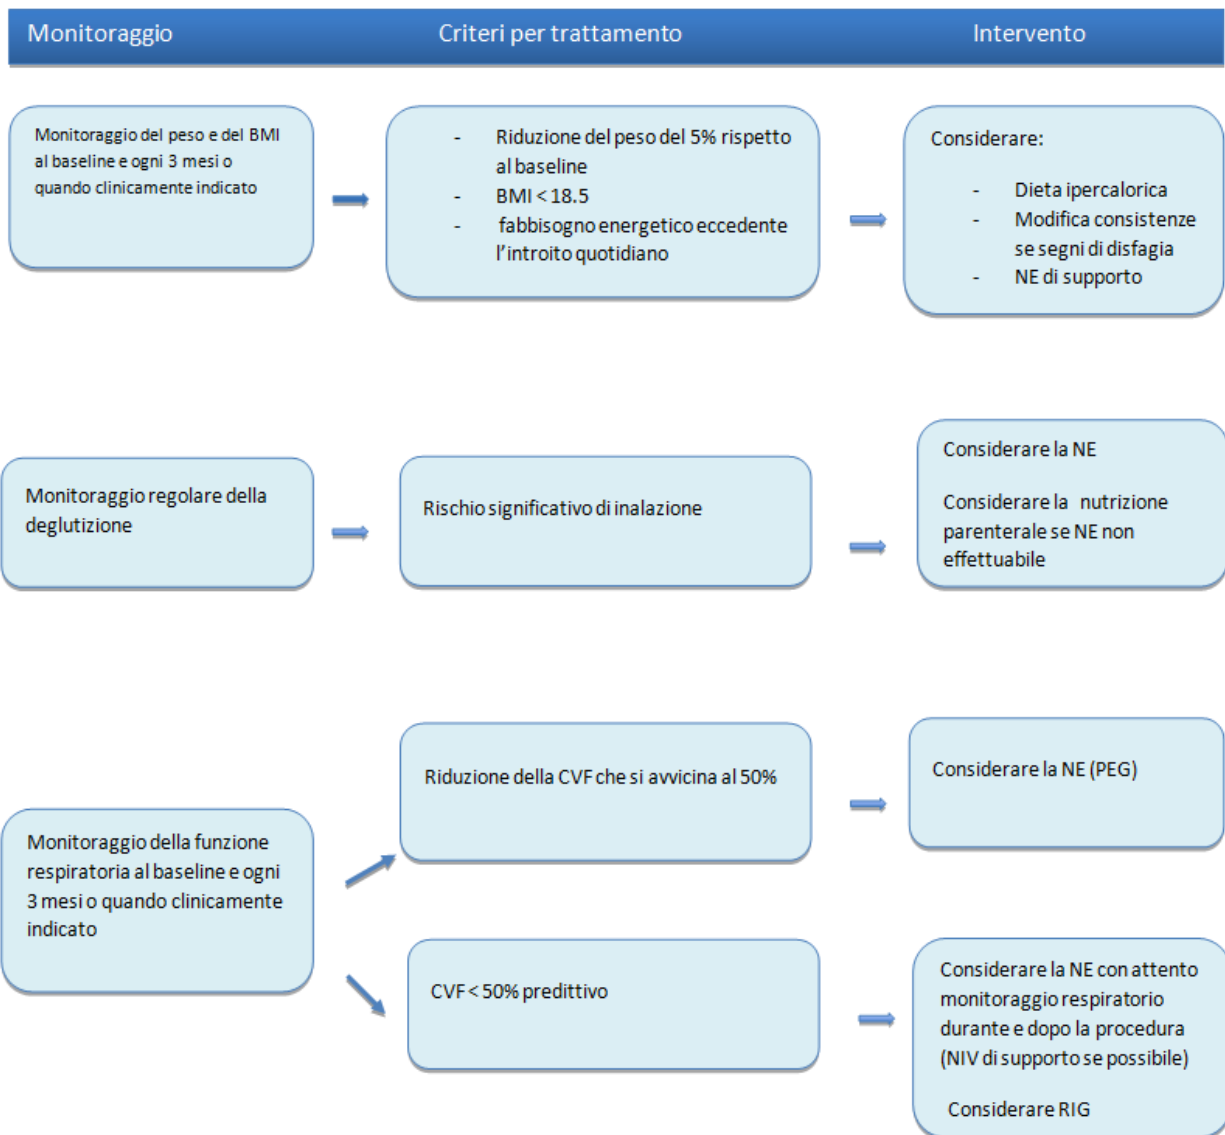 Monitoraggio
Criteri per trattamento
Intervento
Monitoraggio del peso e del BMI
al baseline e ogni 3 mesi o
quando clinicamente indicato
- Riduzione del peso del 5% rispetto
al baseline
- BMI < 18.5
- fabbisogno energetico eccedente
l'introito quotidiano
Considerare:
- Dieta ipercalorica
- Modifica consistenze
se segni di disfagia
- NE di supporto
Monitoraggio regolare della
deglutizione
Rischio significativo di inalazione
Considerare la NE
Considerare la nutrizione
parenterale se NE non
effettuabile
Monitoraggio della funzione
respiratoria al baseline e ogni
3 mesi o quando clinicamente
indicato
Riduzione della CVF che si avvicina al 50%
Considerare la NE (PEG)
CVF < 50% predittivo
Considerare la NE con attento
monitoraggio respiratorio
durante e dopo la procedura
(NIV di supporto se possibile)
Considerare RIG